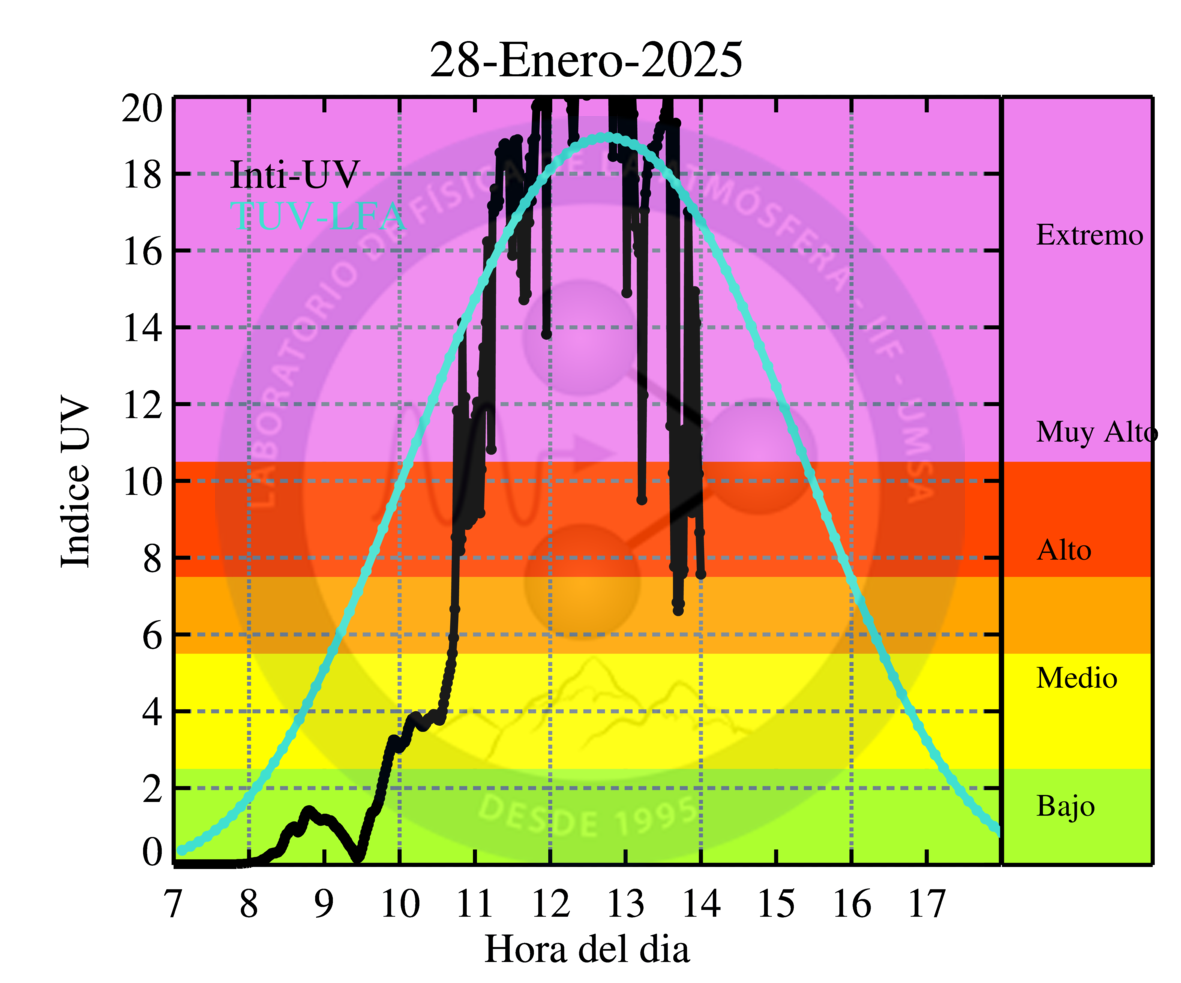 28-Enero-2025
Indice UV
20
18
16
14
12
10
8
6
4
2
0
Inti-UV
TUV-LFA
LABORATORIO DE FÍSICA DE LA ATMÓSFERA - IIF - UMSA
DESDE 1995
Extremo
Muy Alto
Alto
Medio
Bajo
7 8 9 10 11 12 13 14 15 16 17
Hora del dia